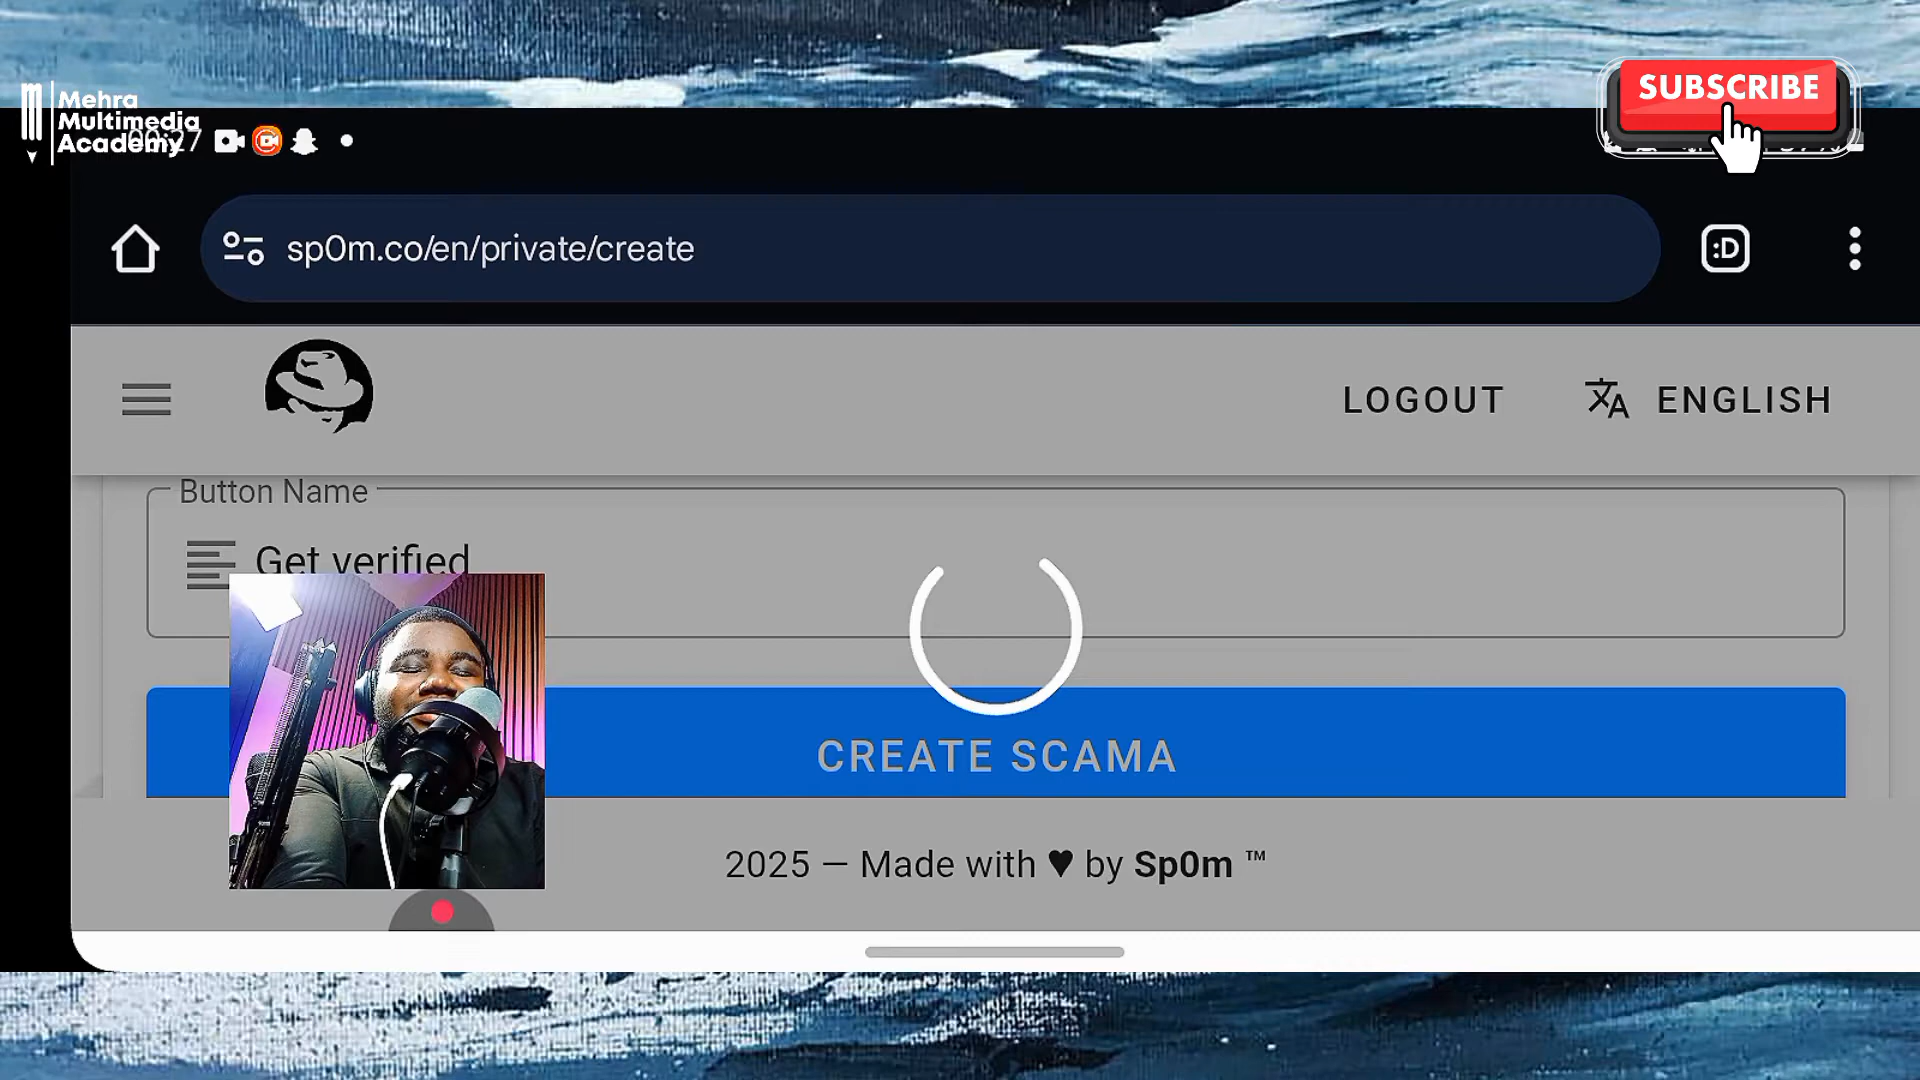 Mehra
Multimedia
Academy
SUBSCRIBE
sp0m.co/en/private/create
:D
LOGOUT
ENGLISH
Button Name
Get verified
CREATE SCAMA
2025 — Made with ♥ by Sp0m ™